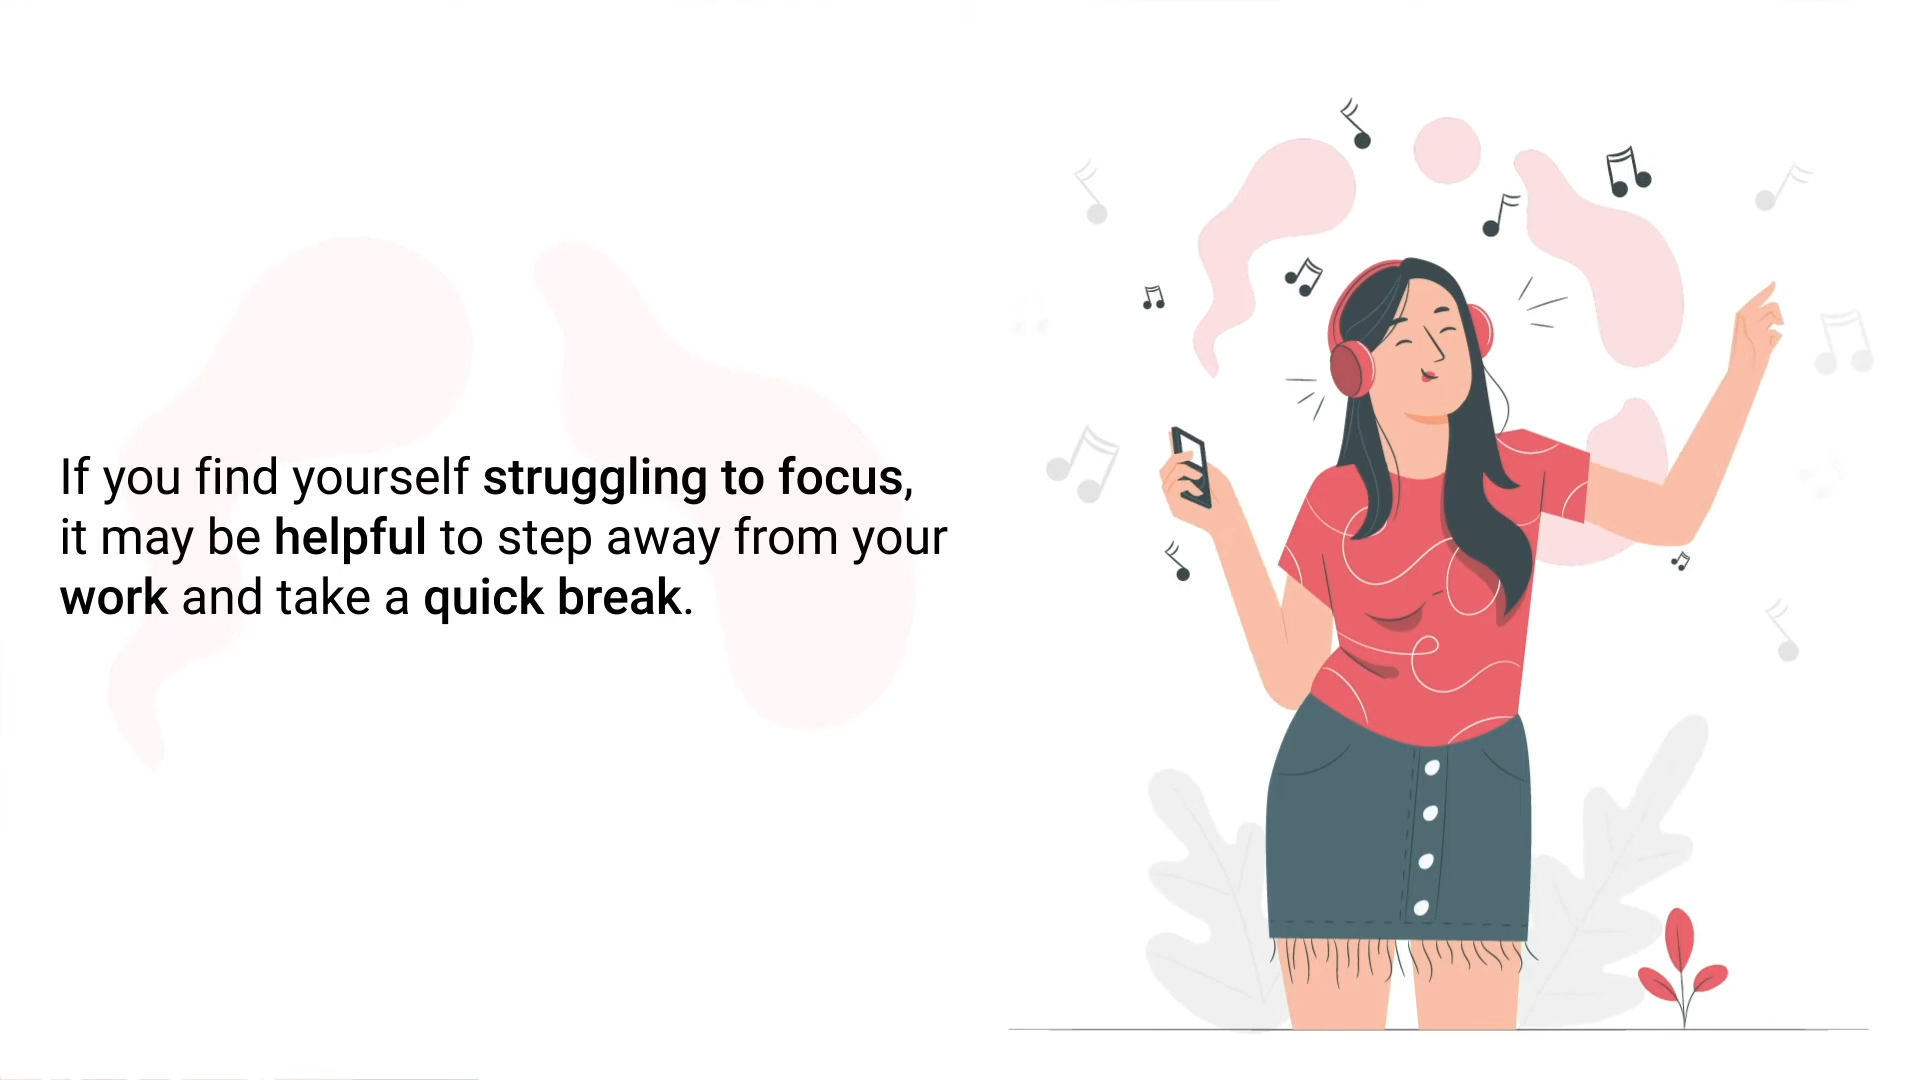 If you find yourself struggling to focus,
it may be helpful to step away from your
work and take a quick break.